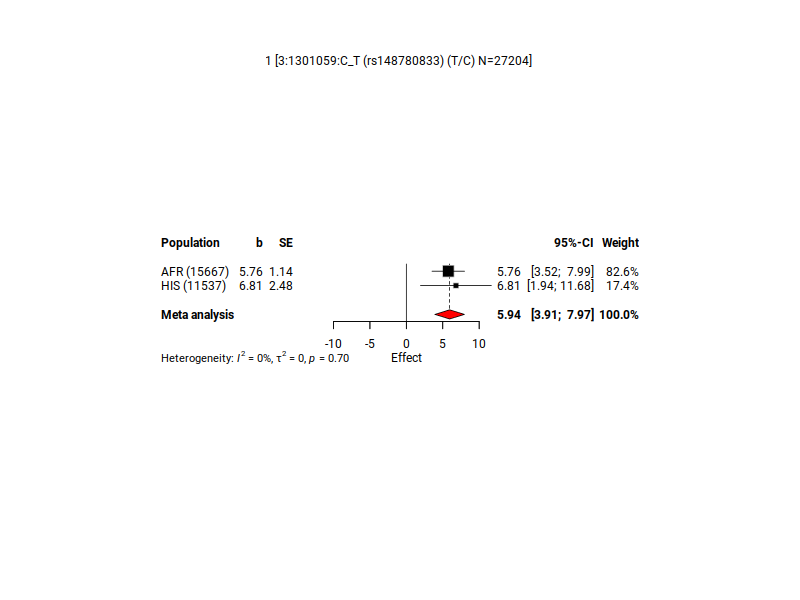 1 [3:1301059:C_T (rs148780833) (T/C) N=27204]
Population b SE 95%-CI Weight
AFR (15667) 5.76 1.14 5.76 [3.52; 7.99] 82.6%
HIS (11537) 6.81 2.48 6.81 [1.94; 11.68] 17.4%
Meta analysis 5.94 [3.91; 7.97] 100.0%
-10 -5 0 5 10
Heterogeneity: I² = 0%, τ² = 0, p = 0.70 Effect